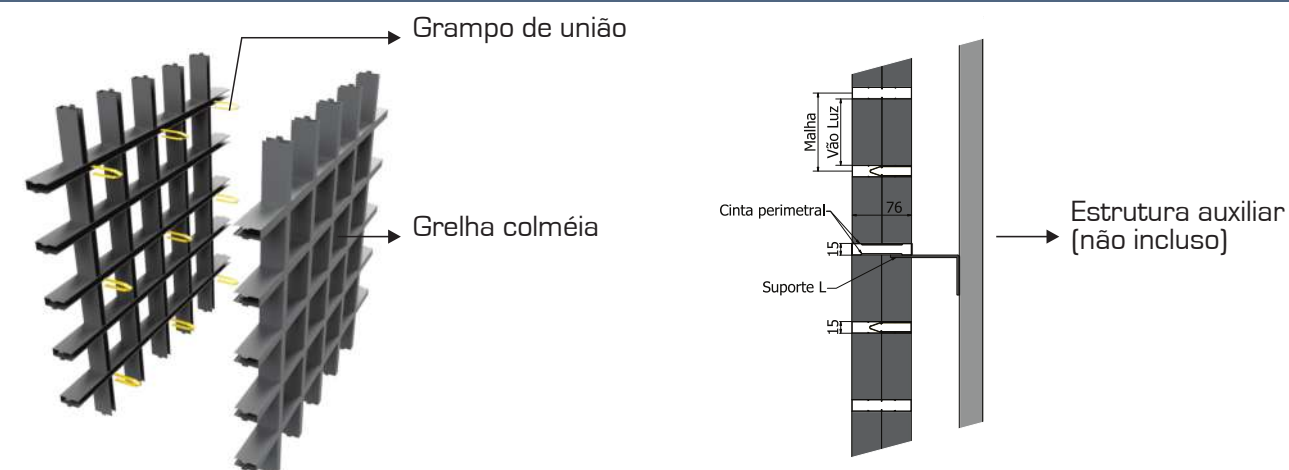 Grampo de união
Grelha colméia
Malha
Vão Luz
Cinta perimetral
76
15
Suporte L
15
Estrutura auxiliar
(não incluso)